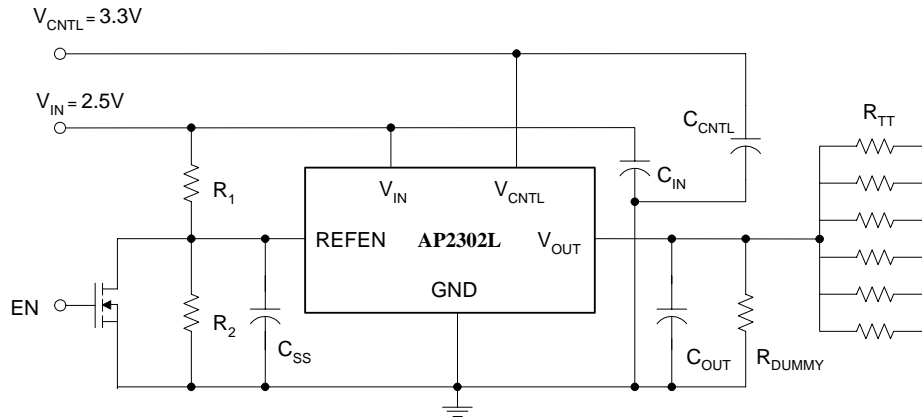 V_CNTL = 3.3V
V_IN = 2.5V
C_CNTL
R_TT
R_1
V_IN
V_CNTL
C_IN
REFEN
AP2302L
V_OUT
GND
EN
R_2
C_SS
C_OUT
R_DUMMY